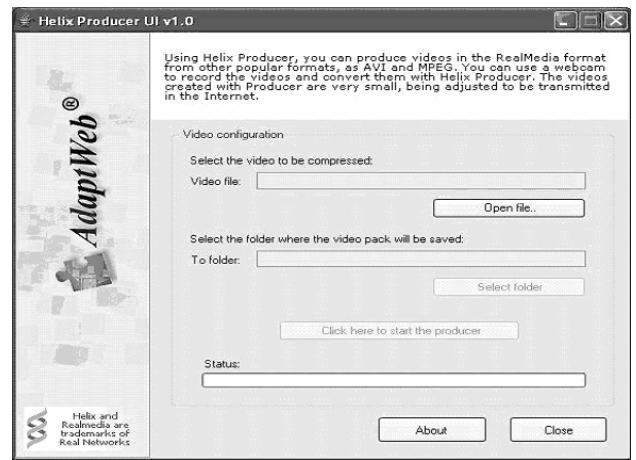 Helix Producer UI v1.0
Using Helix Producer, you can produce videos in the RealMedia format
from other popular formats, as AVI and MPEG. You can use a webcam
to record the videos and convert them with Helix Producer. The videos
created with Producer are very small, being adjusted to be transmitted
in the Internet.
AdaptWeb®
Video configuration
Select the video to be compressed:
Video file:
Open file..
Select the folder where the video pack will be saved:
To folder:
Select folder
Click here to start the producer
Status:
Helix and
Realmedia are
trademarks of
Real Networks
About
Close